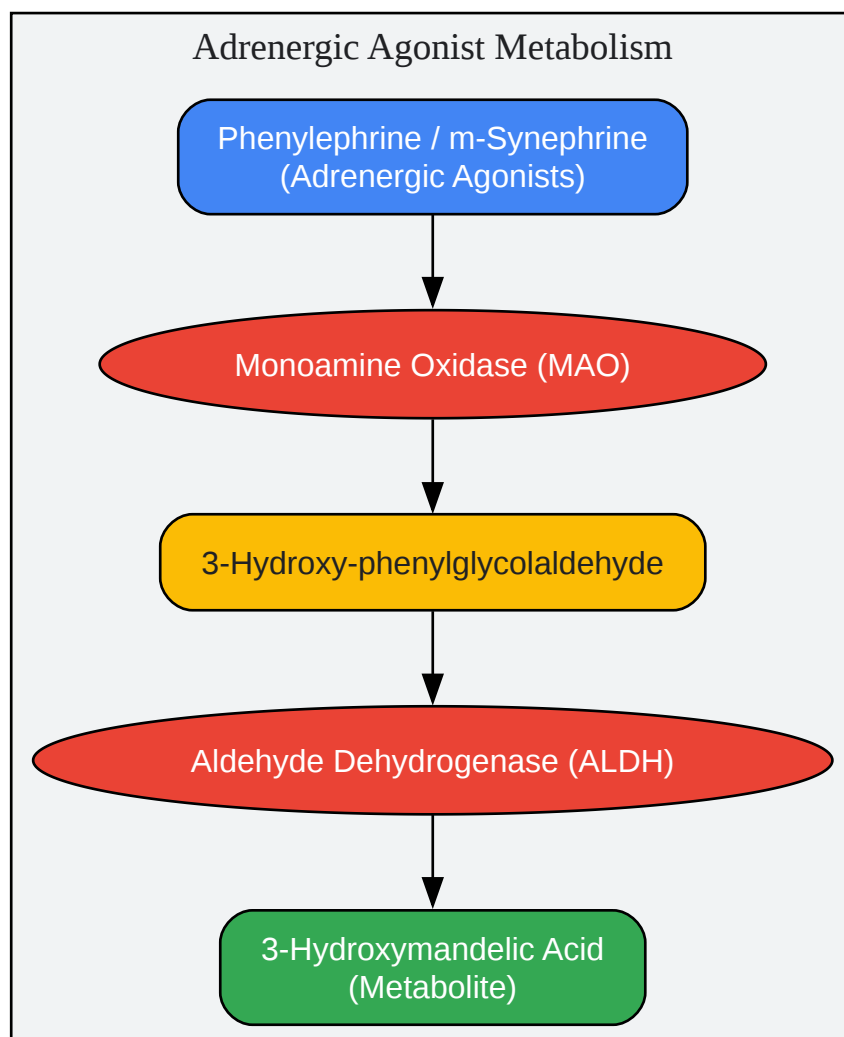 Adrenergic Agonist Metabolism
Phenylephrine / m-Synephrine
(Adrenergic Agonists)
Monoamine Oxidase (MAO)
3-Hydroxy-phenylglycolaldehyde
Aldehyde Dehydrogenase (ALDH)
3-Hydroxymandelic Acid
(Metabolite)